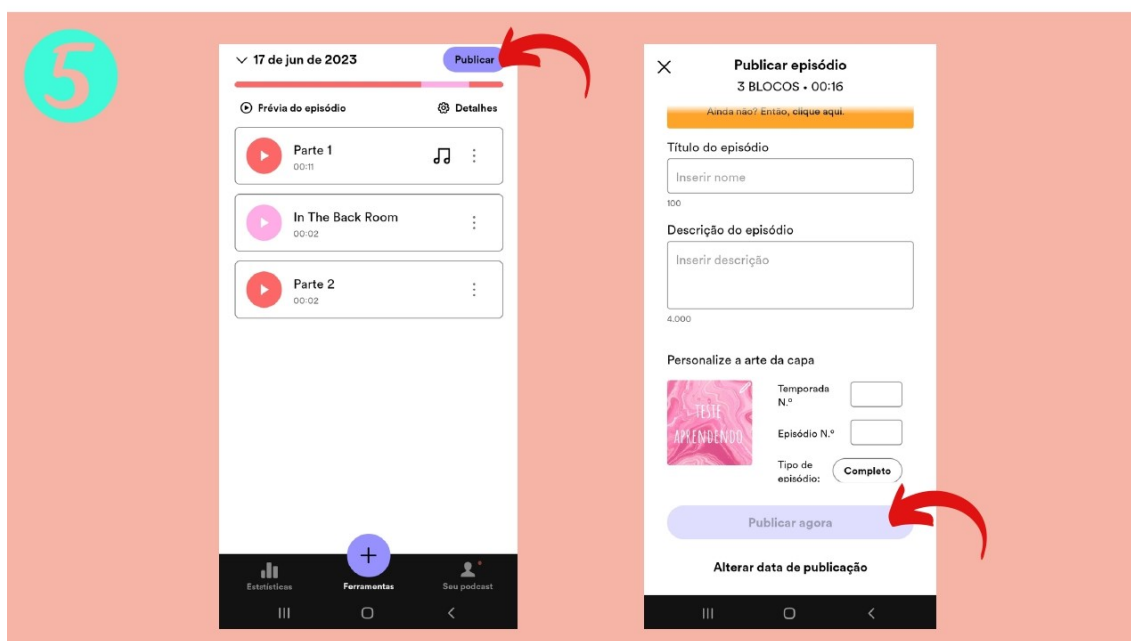 5
17 de jun de 2023
Publicar
Prévia do episódio
Detalhes
Parte 1
00:11
In The Back Room
00:02
Parte 2
00:02
Estatísticas
Ferramentas
Seu podcast
Publicar episódio
3 BLOCOS • 00:16
Ainda não? Então, clique aqui.
Título do episódio
Inserir nome
100
Descrição do episódio
Inserir descrição
4.000
Personalize a arte da capa
TESTE
APRENDENDO
Temporada
N.º
Episódio N.º
Tipo de
episódio:
Completo
Publicar agora
Alterar data de publicação